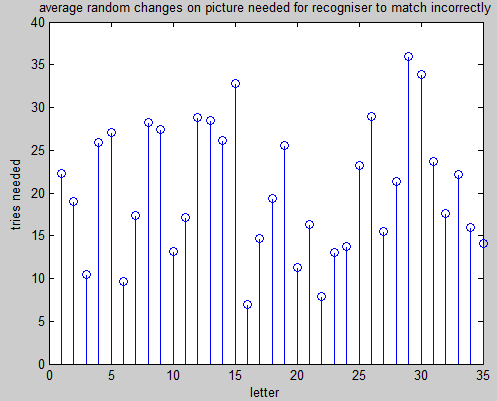 average random changes on picture needed for recogniser to match incorrectly
40
35
30
25
20
15
10
5
0
tries needed
0 5 10 15 20 25 30 35
letter